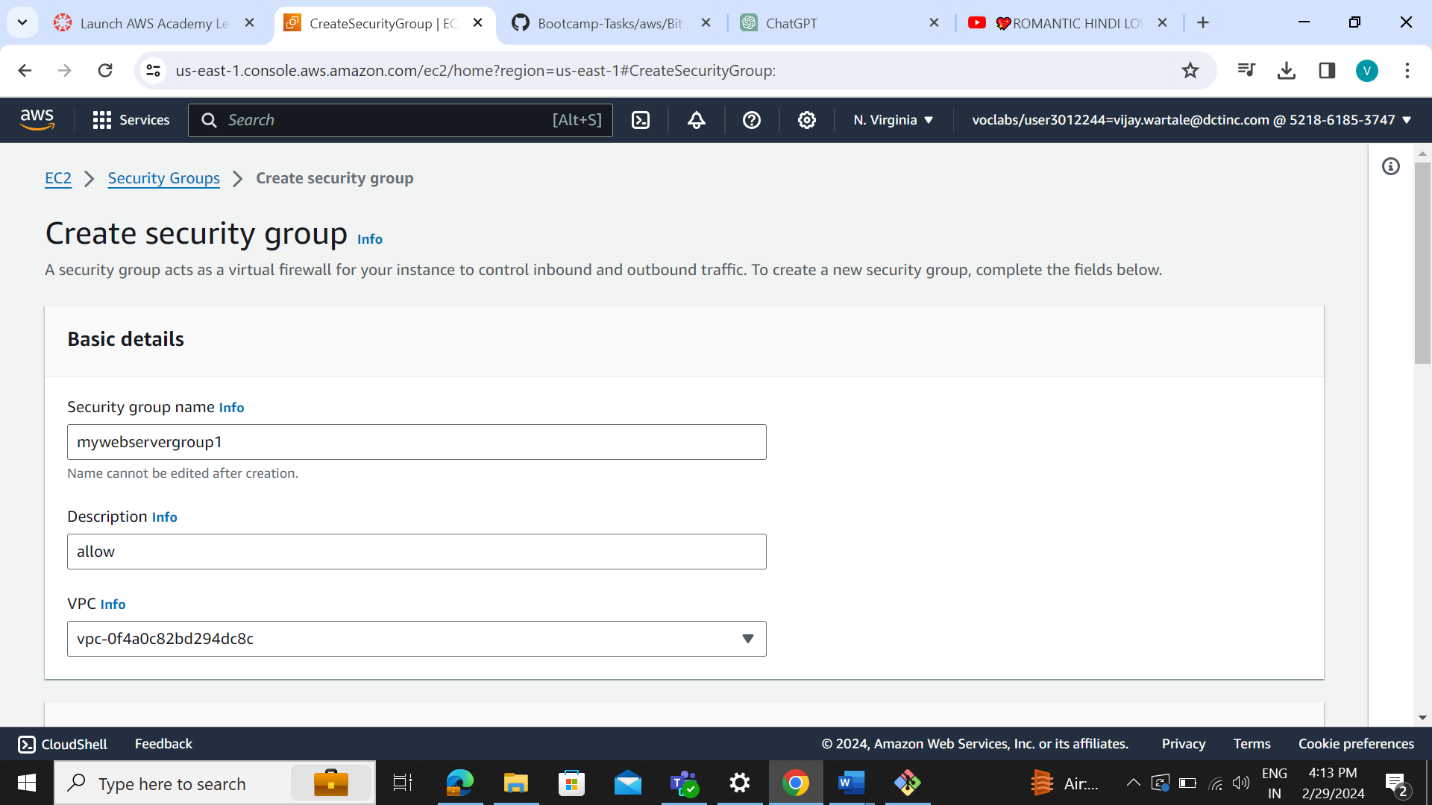 Launch AWS Academy Le
CreateSecurityGroup | EC
Bootcamp-Tasks/aws/Bit
ChatGPT
ROMANTIC HINDI LO
us-east-1.console.aws.amazon.com/ec2/home?region=us-east-1#CreateSecurityGroup:
V
aws
Services
Search
[Alt+S]
N. Virginia
voclabs/user3012244=vijay.wartale@dctinc.com @ 5218-6185-3747
EC2 > Security Groups > Create security group
Create security group Info
A security group acts as a virtual firewall for your instance to control inbound and outbound traffic. To create a new security group, complete the fields below.
Basic details
Security group name Info
mywebservergroup1
Name cannot be edited after creation.
Description Info
allow
VPC Info
vpc-0f4a0c82bd294dc8c
CloudShell
Feedback
© 2024, Amazon Web Services, Inc. or its affiliates.
Privacy
Terms
Cookie preferences
Type here to search
Air....
ENG
IN
4:13 PM
2/29/2024
2